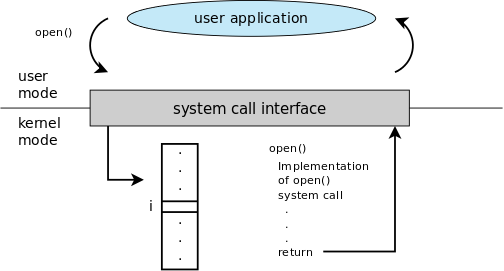 user application
open()
user
mode
system call interface
kernel
mode
i
.
.
.
.
.
.
open()
Implementation
of open()
system call
.
.
.
return